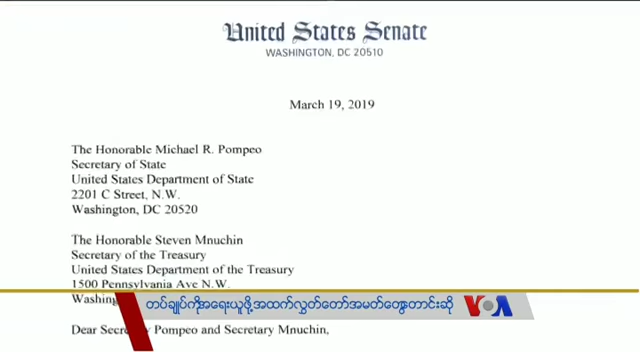 United States Senate
WASHINGTON, DC 20510
March 19, 2019
The Honorable Michael R. Pompeo
Secretary of State
United States Department of State
2201 C Street, N.W.
Washington, DC 20520
The Honorable Steven Mnuchin
Secretary of the Treasury
United States Department of the Treasury
1500 Pennsylvania Ave N.W.
တပ်ချုပ်ကိုအရေးယူဖို့အထက်လွှတ်တော်အမတ်တွေတောင်းဆို VOA
Dear Pompeo and Secretary Mnuchin,